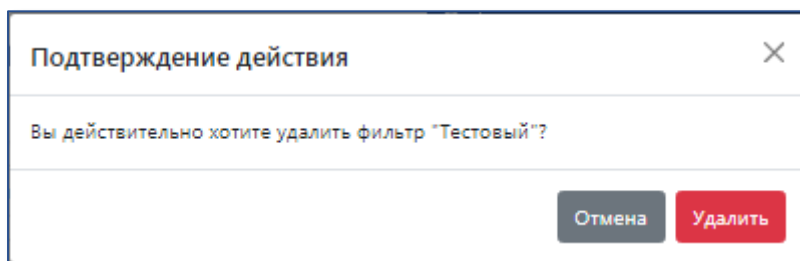 Подтверждение действия
Вы действительно хотите удалить фильтр "Тестовый"?
Отмена
Удалить